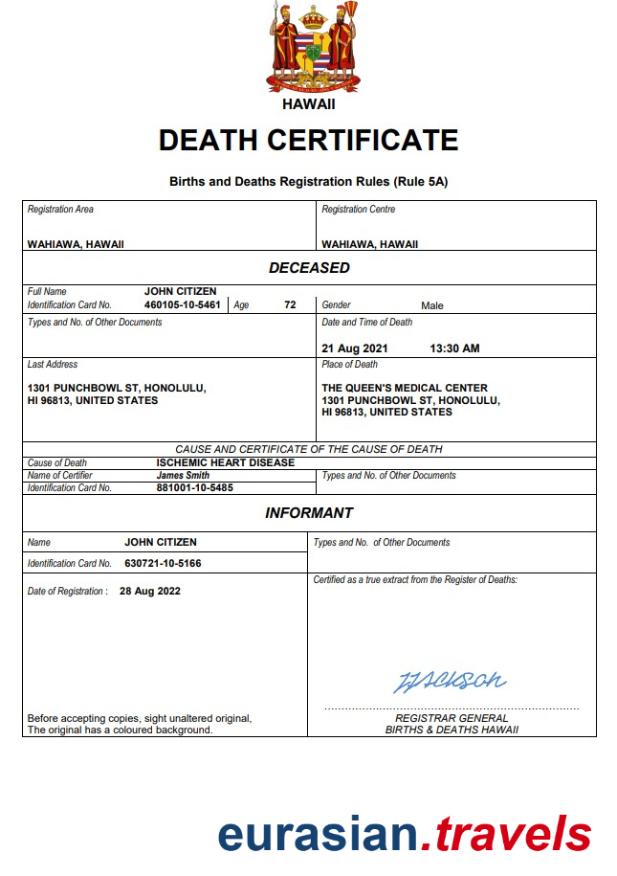 HAWAII
DEATH CERTIFICATE
Births and Deaths Registration Rules (Rule 5A)
Registration Area
Registration Centre
WAHIAWA, HAWAII
WAHIAWA, HAWAII
DECEASED
Full Name JOHN CITIZEN
Identification Card No. 460105-10-5461 Age 72 Gender Male
Types and No. of Other Documents
Date and Time of Death
21 Aug 2021 13:30 AM
Last Address
1301 PUNCHBOWL ST, HONOLULU,
HI 96813, UNITED STATES
Place of Death
THE QUEEN'S MEDICAL CENTER
1301 PUNCHBOWL ST, HONOLULU,
HI 96813, UNITED STATES
CAUSE AND CERTIFICATE OF THE CAUSE OF DEATH
Cause of Death ISCHEMIC HEART DISEASE
Name of Certifier James Smith
Types and No. of Other Documents
Identification Card No. 881001-10-5485
INFORMANT
Name JOHN CITIZEN
Types and No. of Other Documents
Identification Card No. 630721-10-5166
Date of Registration : 28 Aug 2022
Certified as a true extract from the Register of Deaths:
Before accepting copies, sight unaltered original,
The original has a coloured background.
REGISTRAR GENERAL
BIRTHS & DEATHS HAWAII
eurasian.travels